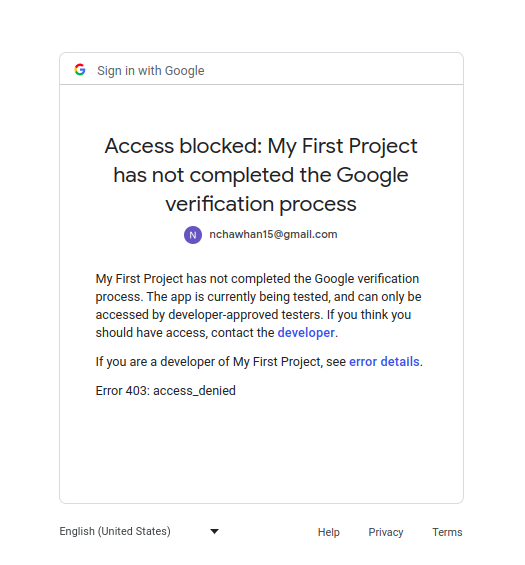 Sign in with Google
Access blocked: My First Project
has not completed the Google
verification process
N nchawhan15@gmail.com
My First Project has not completed the Google verification
process. The app is currently being tested, and can only be
accessed by developer-approved testers. If you think you
should have access, contact the developer.
If you are a developer of My First Project, see error details.
Error 403: access_denied
English (United States) Help Privacy Terms